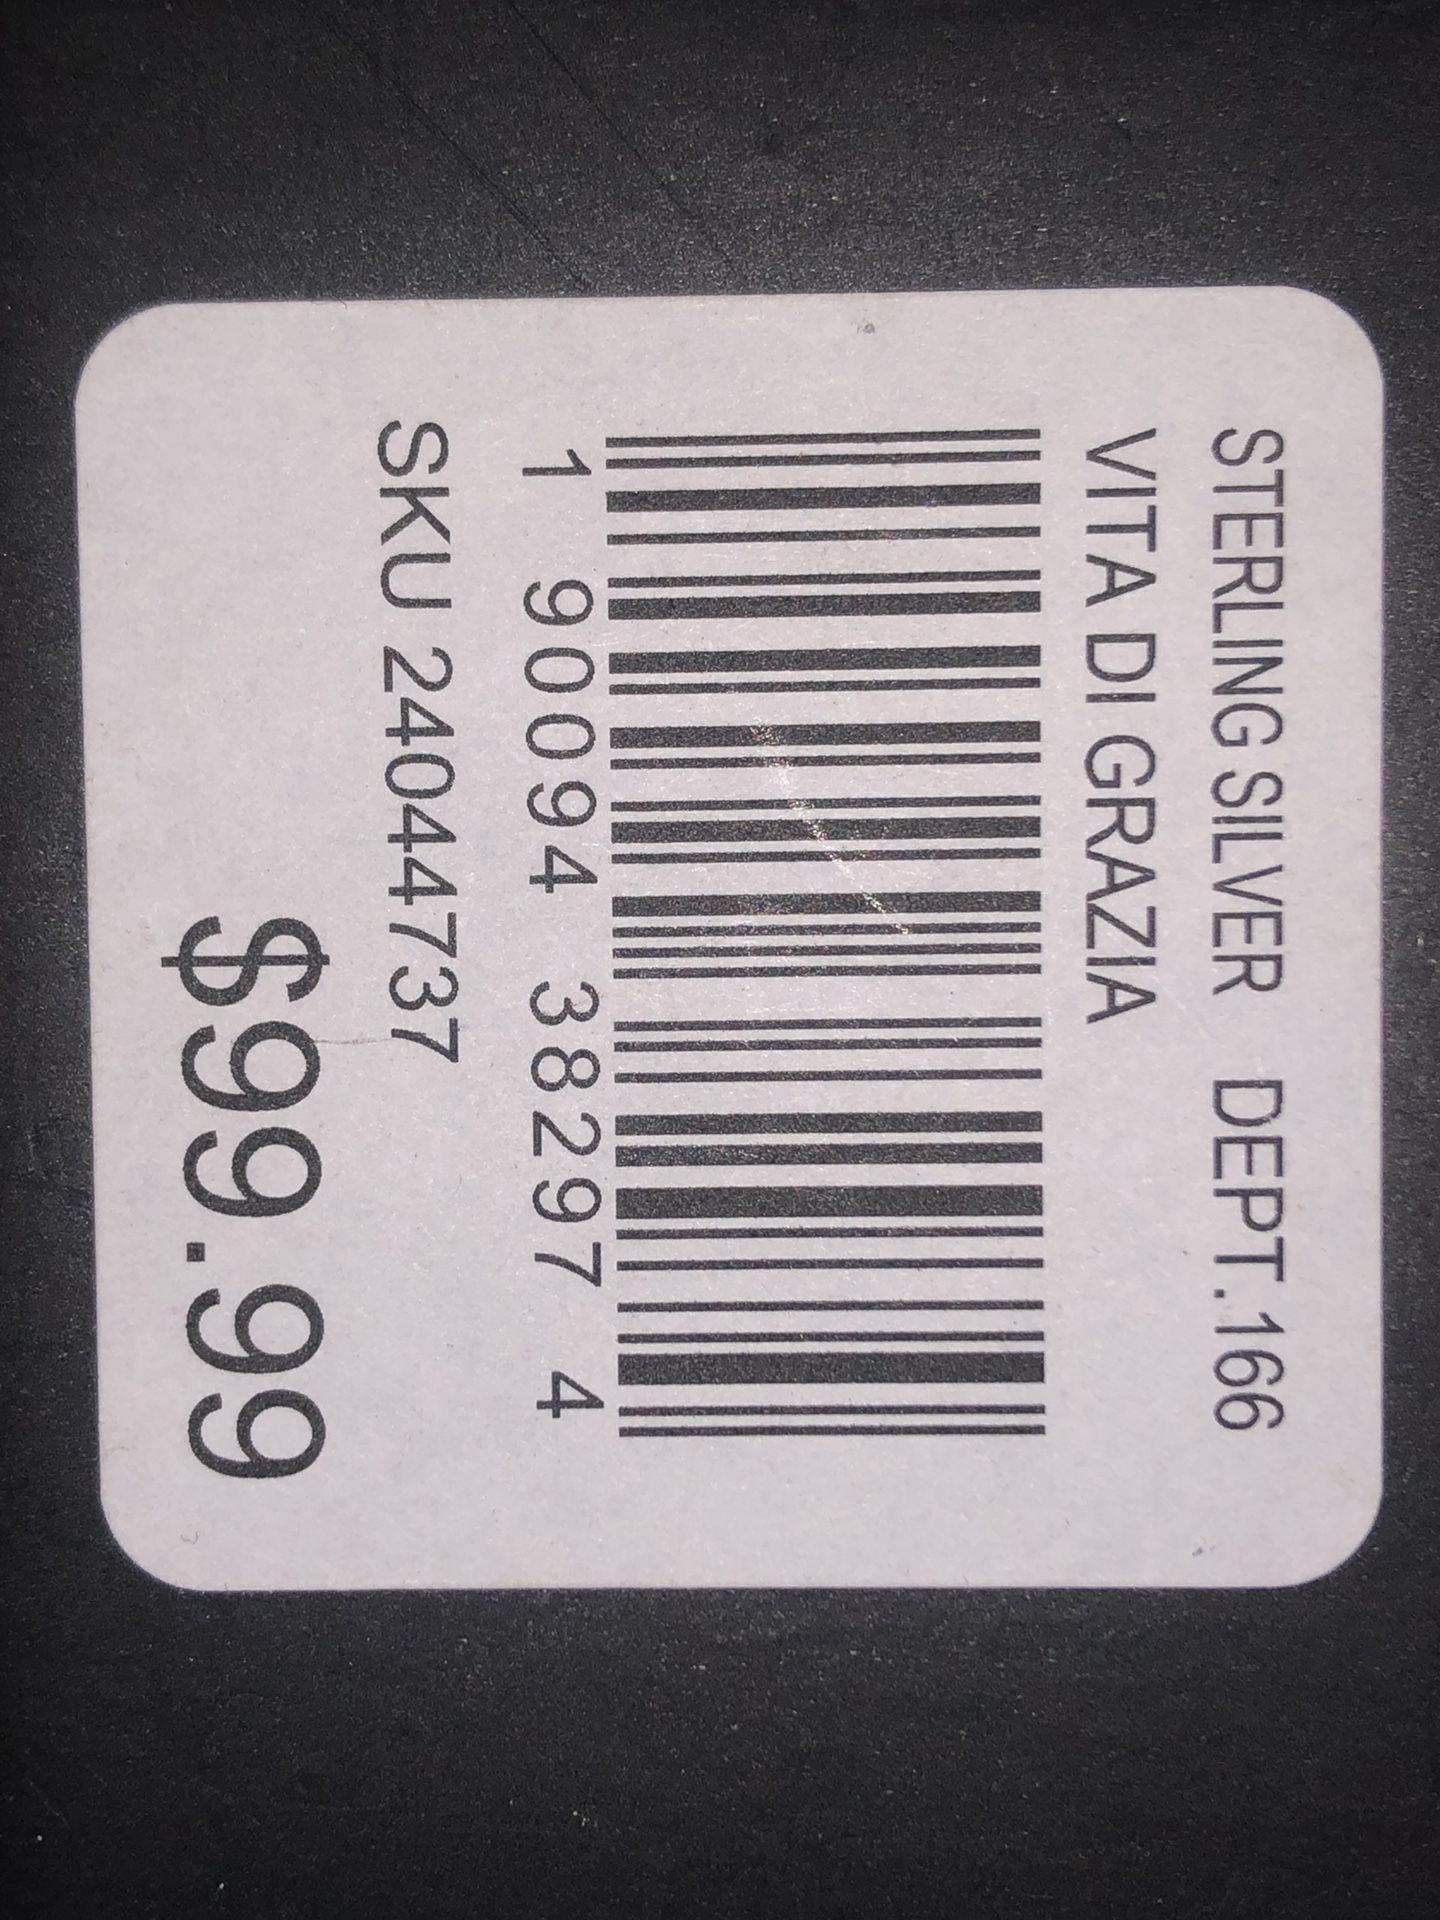 STERLING SILVER DEPT.166
VITA DI GRAZIA
1 90094 38297 4
SKU 24044737
$99.99